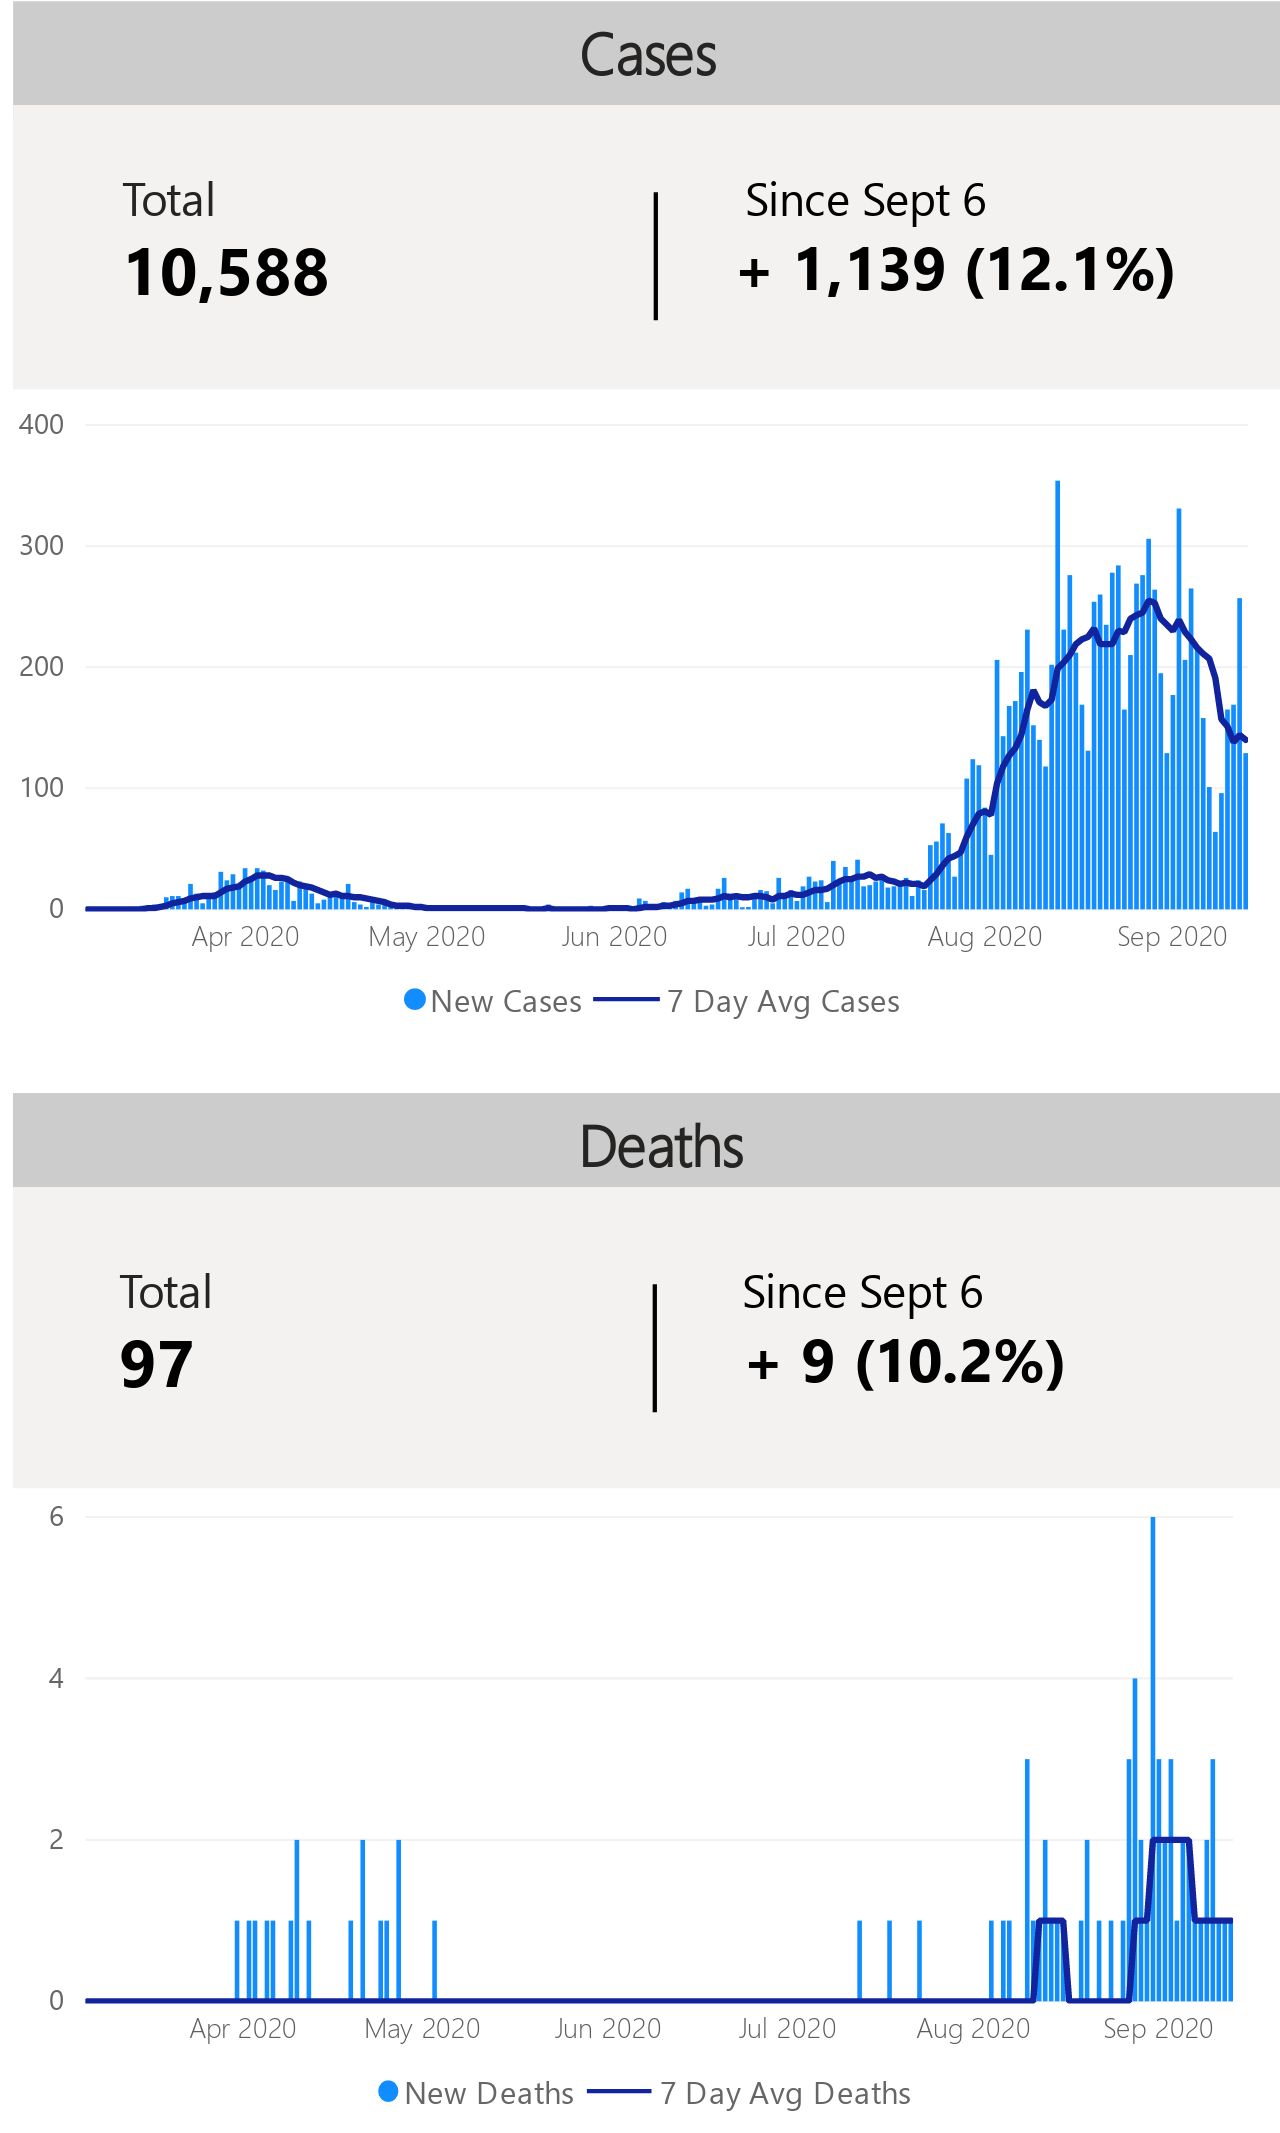 Cases
Total
10,588
Since Sept 6
+ 1,139 (12.1%)
400
300
200
100
0
Apr 2020 May 2020 Jun 2020 Jul 2020 Aug 2020 Sep 2020
New Cases 7 Day Avg Cases
Deaths
Total
97
Since Sept 6
+ 9 (10.2%)
6
4
2
0
Apr 2020 May 2020 Jun 2020 Jul 2020 Aug 2020 Sep 2020
New Deaths 7 Day Avg Deaths